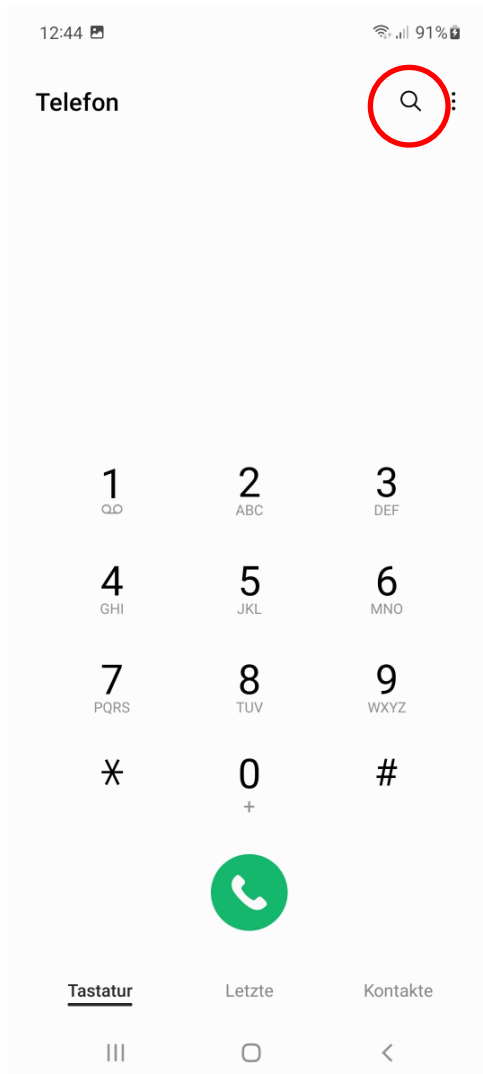 12:44 91%
Telefon
1 2 3
ABC DEF
4 5 6
GHI JKL MNO
7 8 9
PQRS TUV WXYZ
* 0 #
+
Tastatur Letzte Kontakte